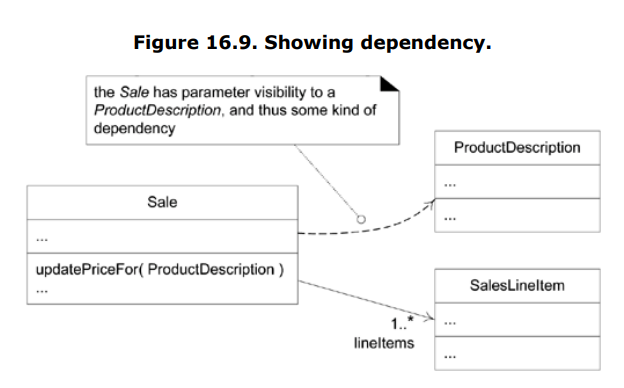 Figure 16.9. Showing dependency.
the Sale has parameter visibility to a
ProductDescription, and thus some kind of
dependency
ProductDescription
...
...
Sale
...
updatePriceFor( ProductDescription )
...
SalesLineItem
...
...
1..*
lineItems